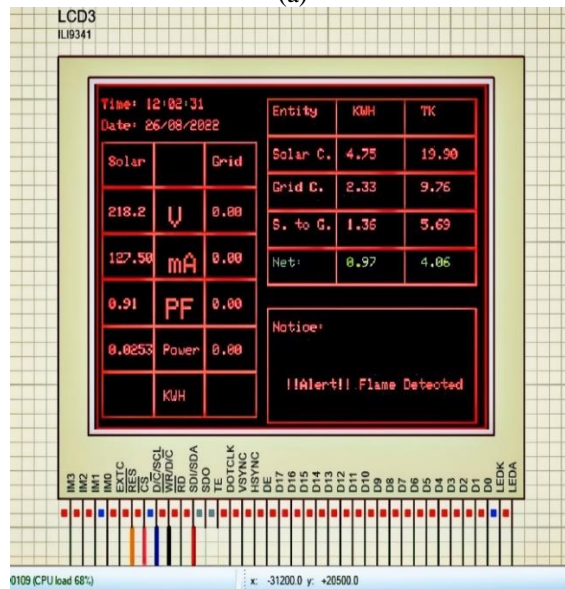 (a)
LCD3
ILI9341
Time: 12:02:31
Date: 26/08/2022
Solar Grid
218.2 V 0.00
127.50 mA 0.00
0.91 PF 0.00
0.0253 Power 0.00
KWH
Entity KWH TK
Solar C. 4.75 19.90
Grid C. 2.33 9.76
S. to G. 1.36 5.69
Net: 0.97 4.06
Notice:
!!Alert!! Flame Detected
IM3
IM2
IM1
IM0
EXTC
RES
CS
D/C/SCL
WR/D/C
RD
SDI/SDA
SDO
TE
DOTCLK
VSYNC
HSYNC
DE
D17
D16
D15
D14
D13
D12
D11
D10
D9
D8
D7
D6
D5
D4
D3
D2
D1
D0
LEDK
LEDA
0109 (CPU load 68%) x: -31200.0 y: +20500.0